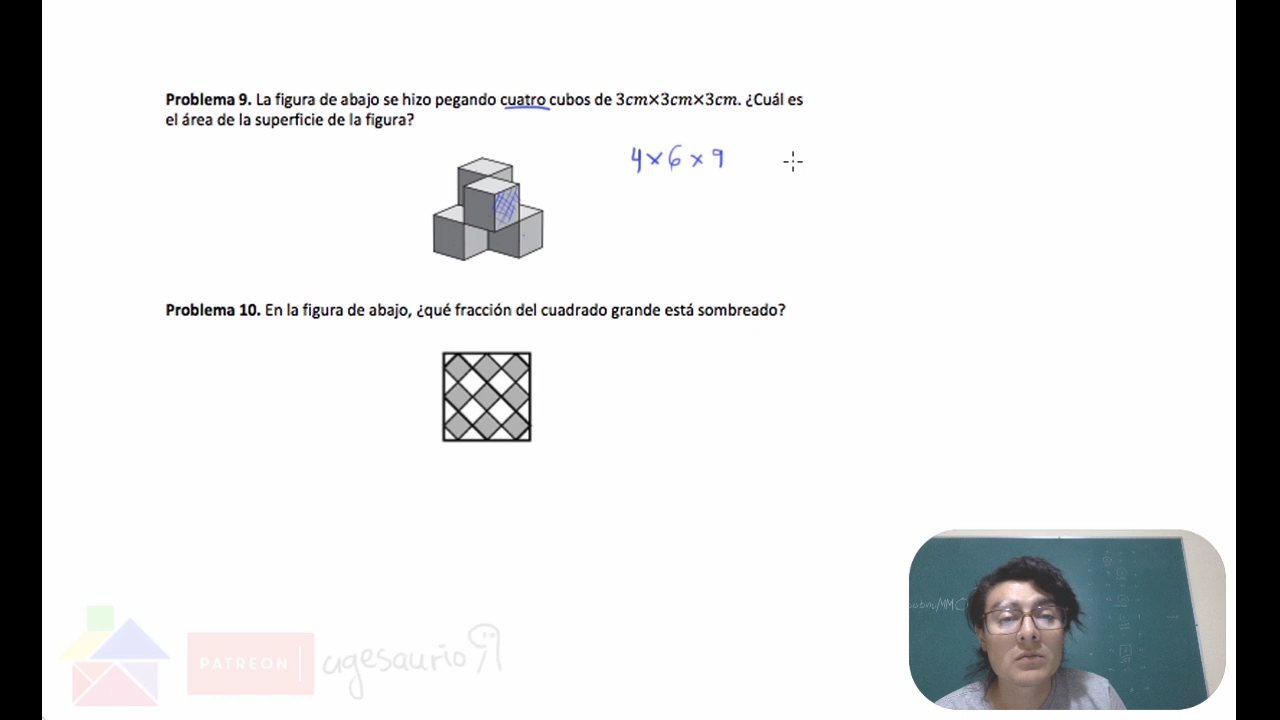 Problema 9. La figura de abajo se hizo pegando cuatro cubos de 3cm×3cm×3cm. ¿Cuál es
el área de la superficie de la figura?
4 × 6 × 9
Problema 10. En la figura de abajo, ¿qué fracción del cuadrado grande está sombreado?
PATREON
agesaurio